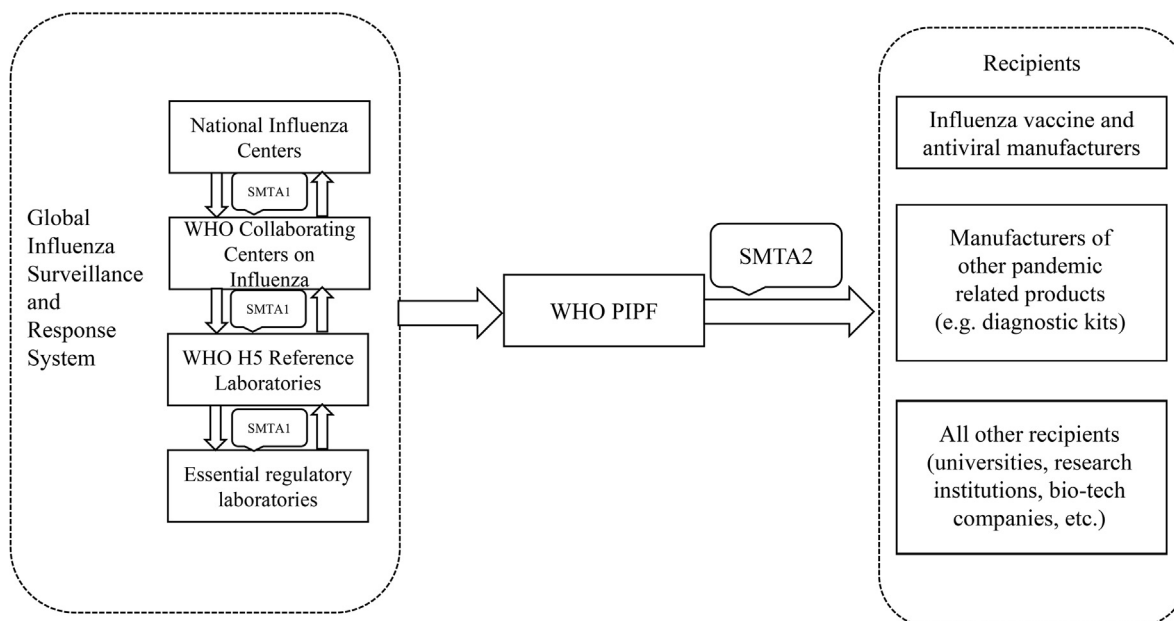 Global
Influenza
Surveillance
and
Response
System
National Influenza
Centers
SMTA1
WHO Collaborating
Centers on
Influenza
SMTA1
WHO H5 Reference
Laboratories
SMTA1
Essential regulatory
laboratories
WHO PIPF
SMTA2
Recipients
Influenza vaccine and
antiviral manufacturers
Manufacturers of
other pandemic
related products
(e.g. diagnostic kits)
All other recipients
(universities, research
institutions, bio-tech
companies, etc.)